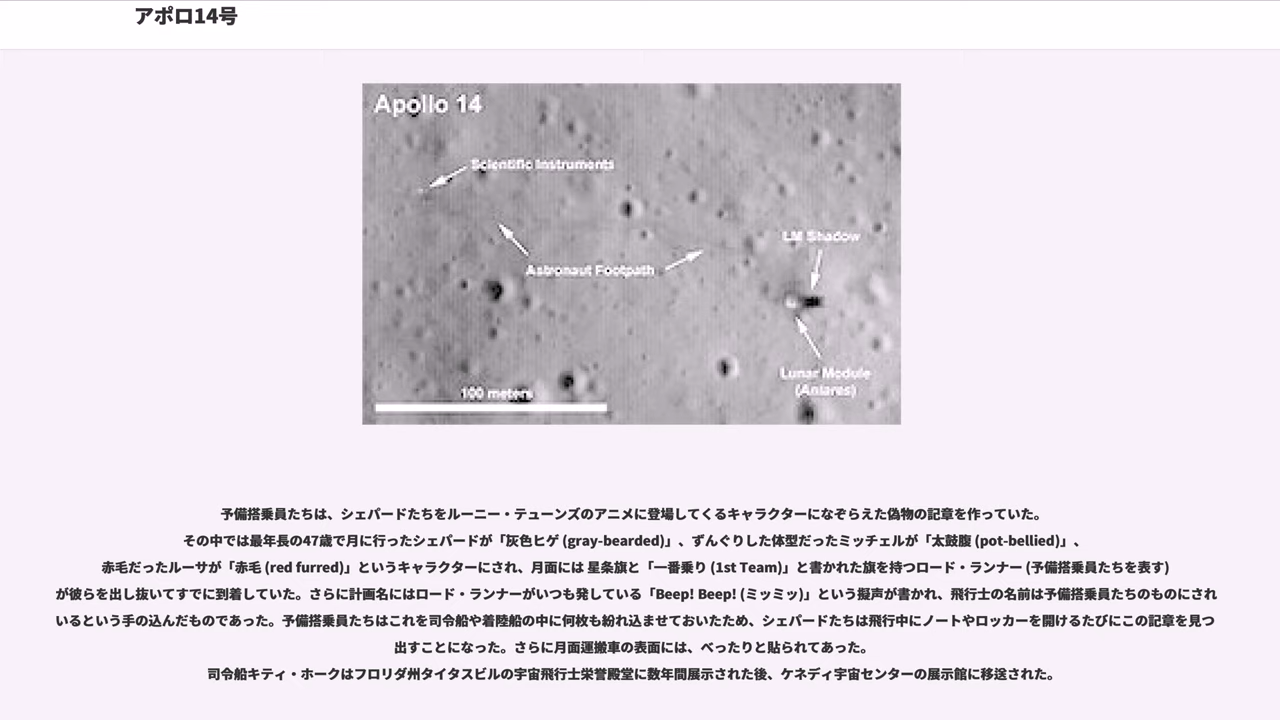 アポロ14号
Apollo 14
Scientific Instruments
LM Shadow
Astronaut Footpath
Lunar Module
(Antares)
100 meters
予備搭乗員たちは、シェパードたちをルーニー・テューンズのアニメに登場してくるキャラクターになぞらえた偽物の記章を作っていた。
その中では最年長の47歳で月に行ったシェパードが「灰色ヒゲ (gray-bearded)」、ずんぐりした体型だったミッチェルが「太鼓腹 (pot-bellied)」、
赤毛だったルーサが「赤毛 (red furred)」というキャラクターにされ、月面には 星条旗と「一番乗り (1st Team)」と書かれた旗を持つロード・ランナー (予備搭乗員たちを表す)
が彼らを出し抜いてすでに到着していた。さらに計画名にはロード・ランナーがいつも発している「Beep! Beep! (ミッミッ)」という擬声が書かれ、飛行士の名前は予備搭乗員たちのものにされ
いるという手の込んだものであった。予備搭乗員たちはこれを司令船や着陸船の中に何枚も紛れ込ませておいたため、シェパードたちは飛行中にノートやロッカーを開けるたびにこの記章を見つ
出すことになった。さらに月面運搬車の表面には、べったりと貼られてあった。
司令船キティ・ホークはフロリダ州タイタスビルの宇宙飛行士栄誉殿堂に数年間展示された後、ケネディ宇宙センターの展示館に移送された。